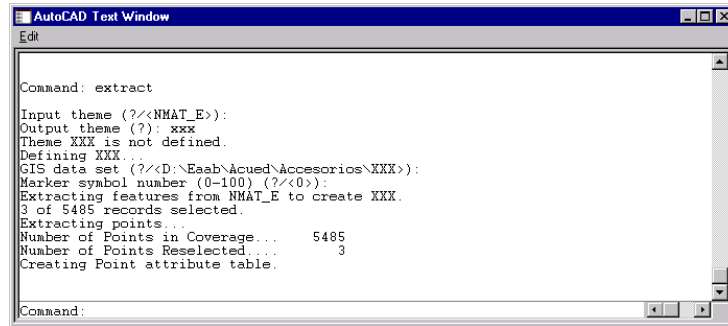 AutoCAD Text Window
Edit
Command: extract
Input theme (?/<NMAT_E>):
Output theme (?): xxx
Theme XXX is not defined.
Defining XXX...
GIS data set (?/<D:\Eaab\Acued\Accesorios\XXX>):
Marker symbol number (0-100) (?/<0>):
Extracting features from NMAT_E to create XXX.
3 of 5485 records selected.
Extracting points...
Number of Points in Coverage... 5485
Number of Points Reselected.... 3
Creating Point attribute table.
Command: